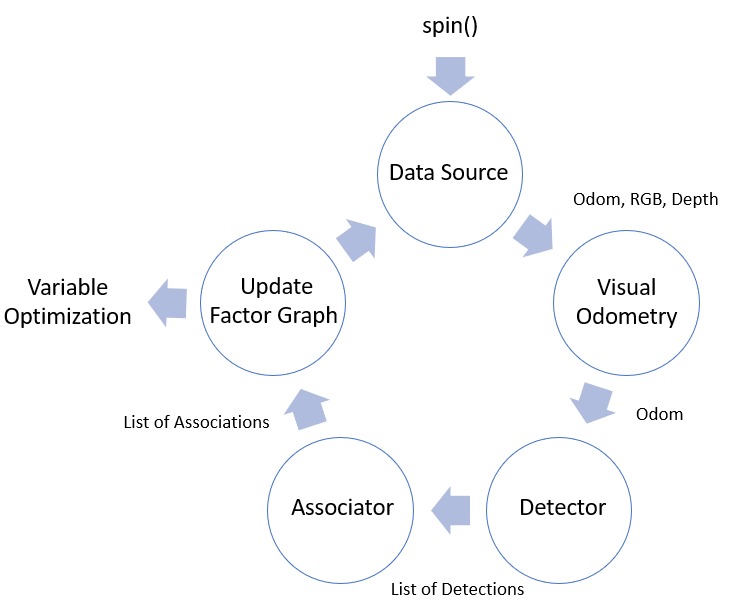 spin()
Data Source
Odom, RGB, Depth
Visual
Odometry
Odom
Detector
List of Detections
Associator
List of Associations
Update
Factor Graph
Variable
Optimization